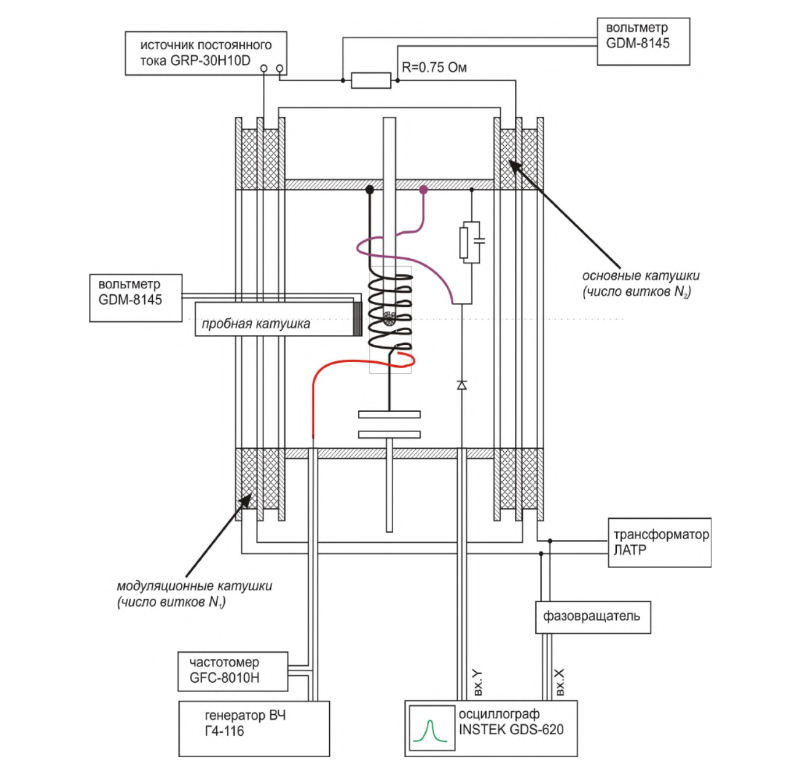 источник постоянного
тока GRP-30H10D
R=0.75 Ом
вольтметр
GDM-8145
основные катушки
(число витков N₂)
вольтметр
GDM-8145
пробная катушка
модуляционные катушки
(число витков N₁)
трансформатор
ЛАТР
фазовращатель
частотомер
GFC-8010H
вх.Y
вх.X
генератор ВЧ
Г4-116
осциллограф
INSTEK GDS-620